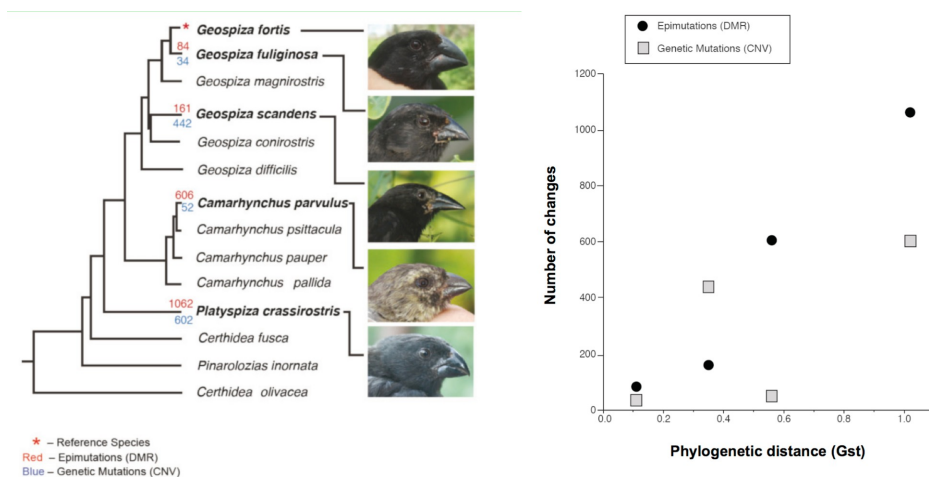 * Geospiza fortis
84
Geospiza fuliginosa
34
Geospiza magnirostris
161
Geospiza scandens
442
Geospiza conirostris
Geospiza difficilis
606
Camarhynchus parvulus
52
Camarhynchus psittacula
Camarhynchus pauper
Camarhynchus pallida
1062
Platyspiza crassirostris
602
Certhidea fusca
Pinarolozias inornata
Certhidea olivacea
* – Reference Species
Red – Epimutations (DMR)
Blue – Genetic Mutations (CNV)
Epimutations (DMR)
Genetic Mutations (CNV)
Number of changes
1200
1000
800
600
400
200
0
0.0 0.2 0.4 0.6 0.8 1.0
Phylogenetic distance (Gst)